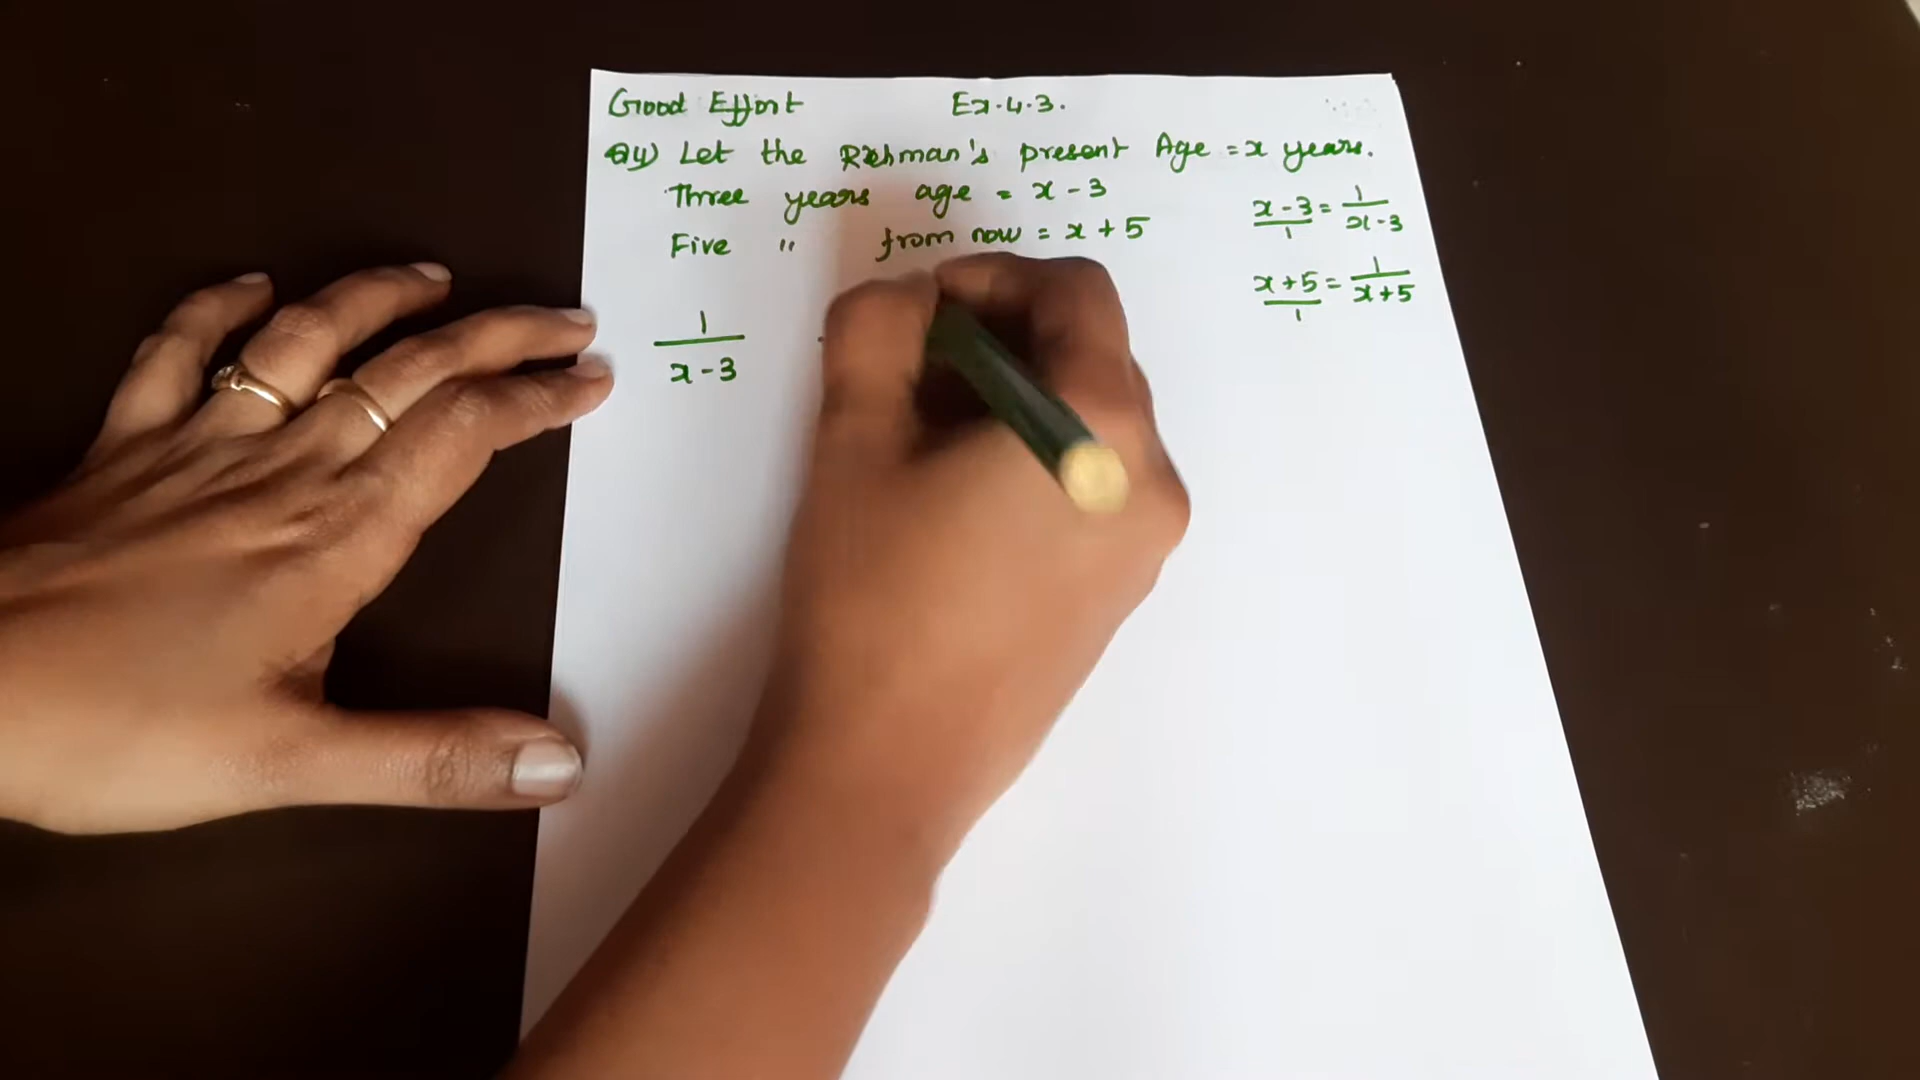 Good Effort Ex.4.3.
Q4) Let the Rehman's present Age = x years.
Three years age = x - 3
Five " from now = x + 5
x - 3 / 1 = 1 / x - 3
x + 5 / 1 = 1 / x + 5
1 / x - 3